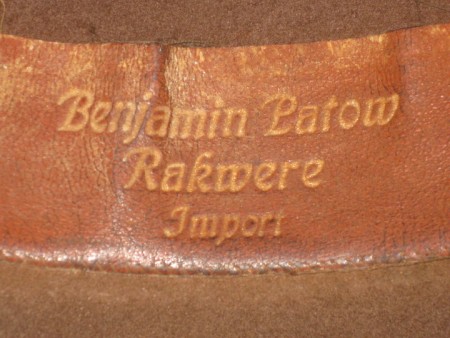 Benjamin Patow
Rakwere
Import